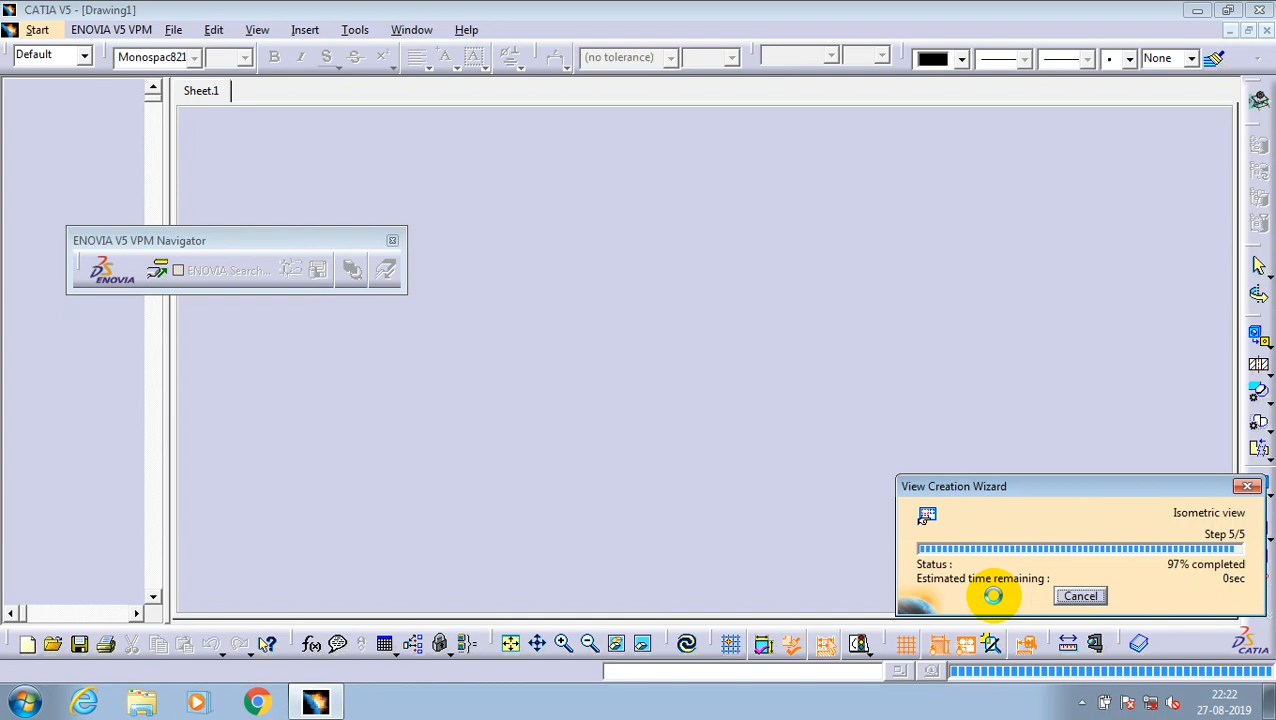 CATIA V5 - [Drawing1]
Start ENOVIA V5 VPM File Edit View Insert Tools Window Help
Default Monospac821 B I S (no tolerance) None
Sheet.1
ENOVIA V5 VPM Navigator
ENOVIA Search...
DS
ENOVIA
View Creation Wizard
Isometric view
Step 5/5
Status : 97% completed
Estimated time remaining : 0sec
Cancel
f(x)
DS
CATIA
22:22
27-08-2019